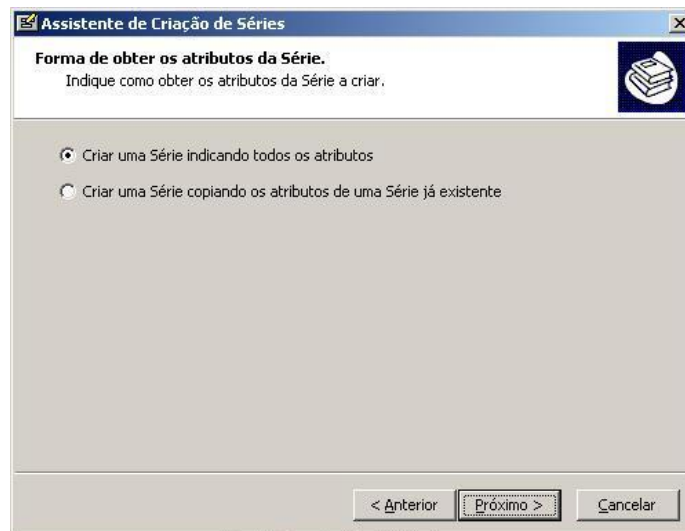 Assistente de Criação de Séries
Forma de obter os atributos da Série.
Indique como obter os atributos da Série a criar.
Criar uma Série indicando todos os atributos
Criar uma Série copiando os atributos de uma Série já existente
< Anterior
Próximo >
Cancelar